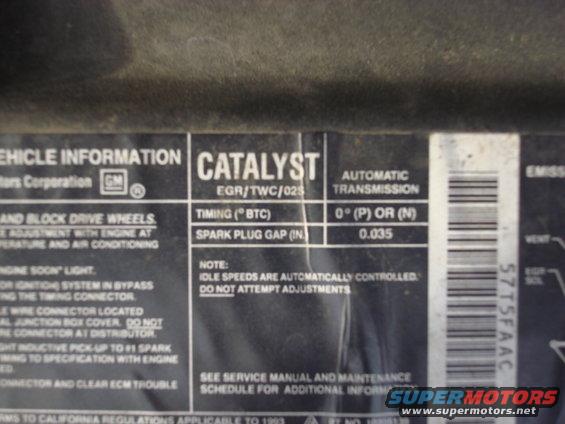 EHICLE INFORMATION
tors Corporation GM ®
AND BLOCK DRIVE WHEELS.
E ADJUSTMENT WITH ENGINE AT
PERATURE AND AIR CONDITIONING
NGINE SOON" LIGHT.
OR IGNITION) SYSTEM IN BYPASS
NG THE TIMING CONNECTOR.
LE WIRE CONNECTOR LOCATED
AL JUNCTION BOX COVER. DO NOT
RE CONNECTOR AT DISTRIBUTOR.
GHT INDUCTIVE PICK-UP TO #1 SPARK
TIMING TO SPECIFICATION WITH ENGINE
ED.
CONNECTOR AND CLEAR ECM TROUBLE
RMS TO CALIFORNIA REGULATIONS APPLICABLE TO 1993
CATALYST
EGR/TWC/02S
AUTOMATIC
TRANSMISSION
TIMING (° BTC) 0° (P) OR (N)
SPARK PLUG GAP (IN.) 0.035
NOTE:
IDLE SPEEDS ARE AUTOMATICALLY CONTROLLED.
DO NOT ATTEMPT ADJUSTMENTS.
SEE SERVICE MANUAL AND MAINTENANCE
SCHEDULE FOR ADDITIONAL
57T5FAAC
EMISS
VENT
EGR
SOL
SUPERMOTORS
www.supermotors.net